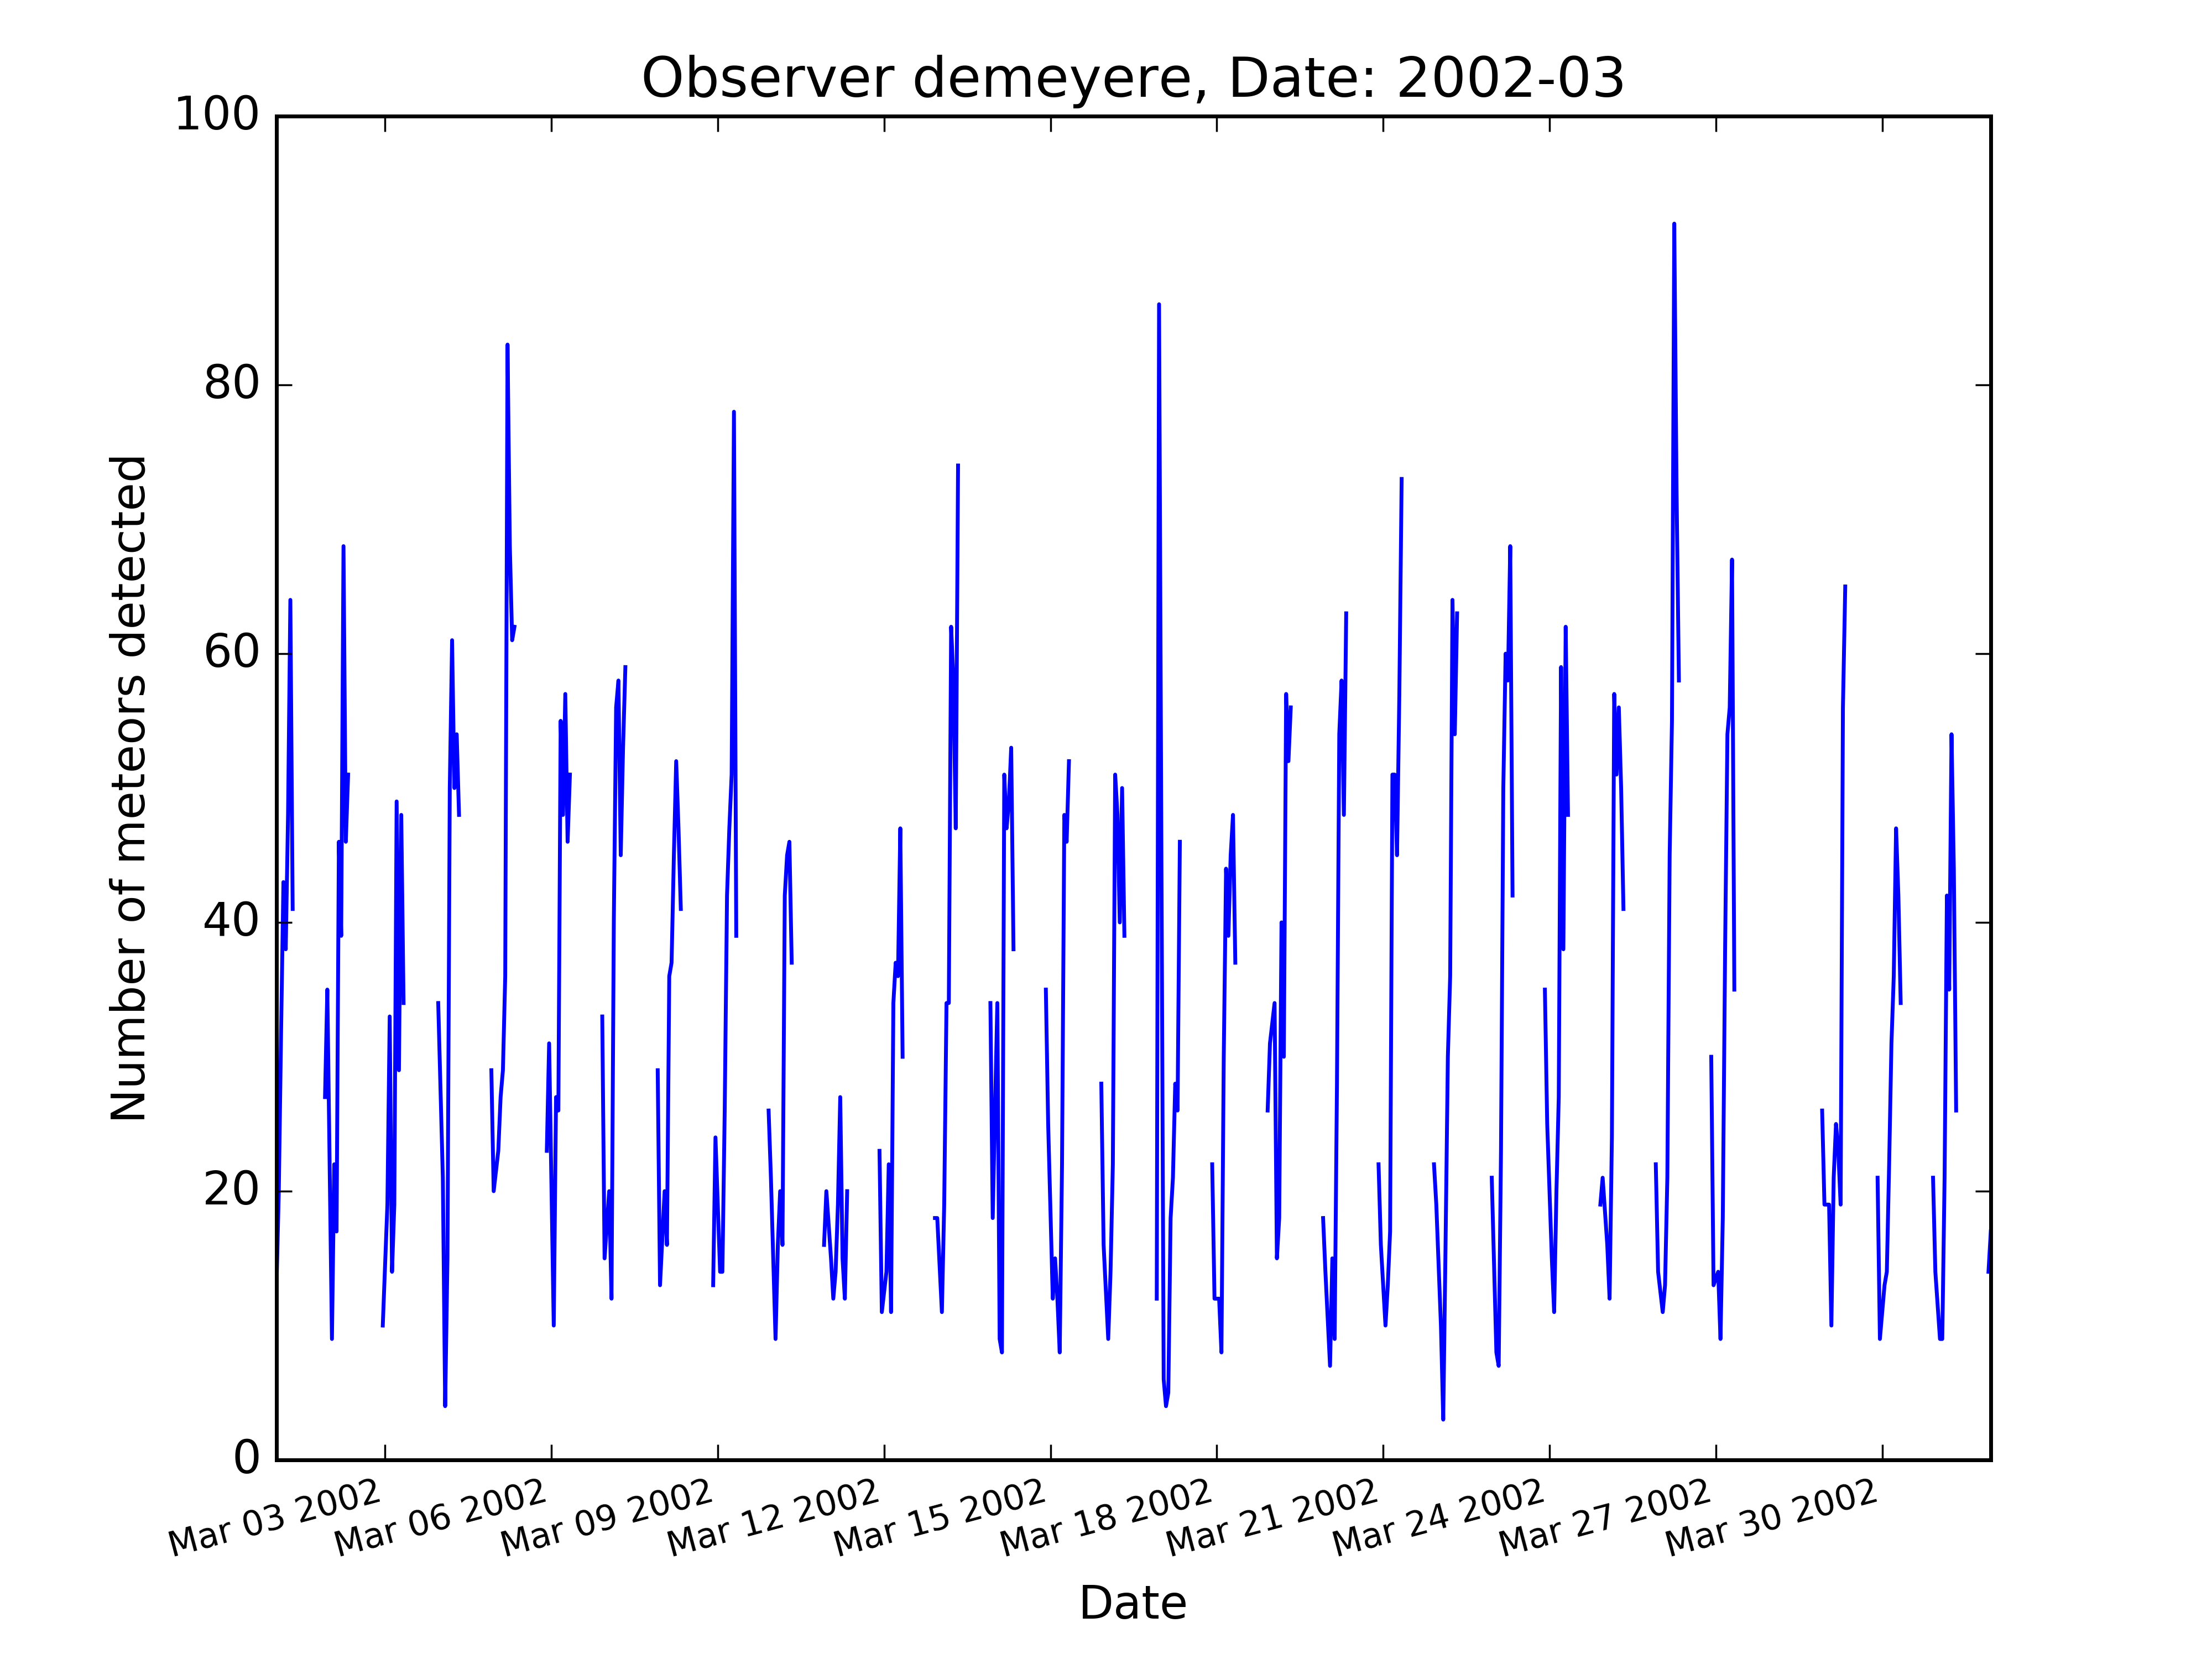 Observer demeyere, Date: 2002-03
100
80
60
40
20
0
Number of meteors detected
Mar 03 2002
Mar 06 2002
Mar 09 2002
Mar 12 2002
Mar 15 2002
Mar 18 2002
Mar 21 2002
Mar 24 2002
Mar 27 2002
Mar 30 2002
Date